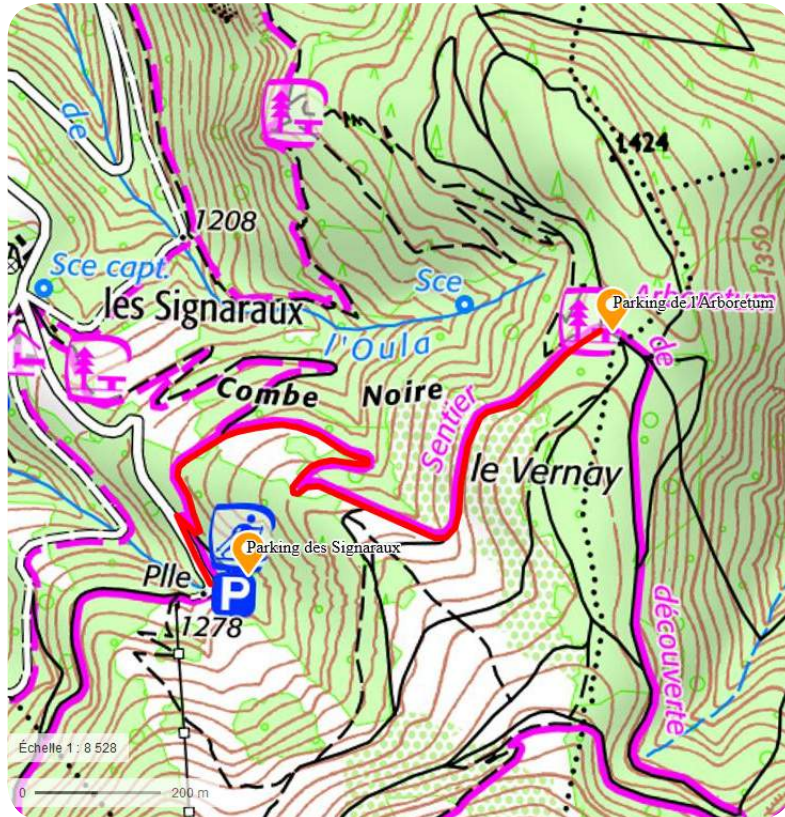 de
1424
1208
1350
Sce capt.
Sce
Parking de l'Arboretum
Arboretum
les Signaraux
l'Oula
de
Combe Noire
Sentier
le Vernay
Parking des Signaraux
Plle
P
1278
découverte
Échelle 1 : 8 528
0 200 m